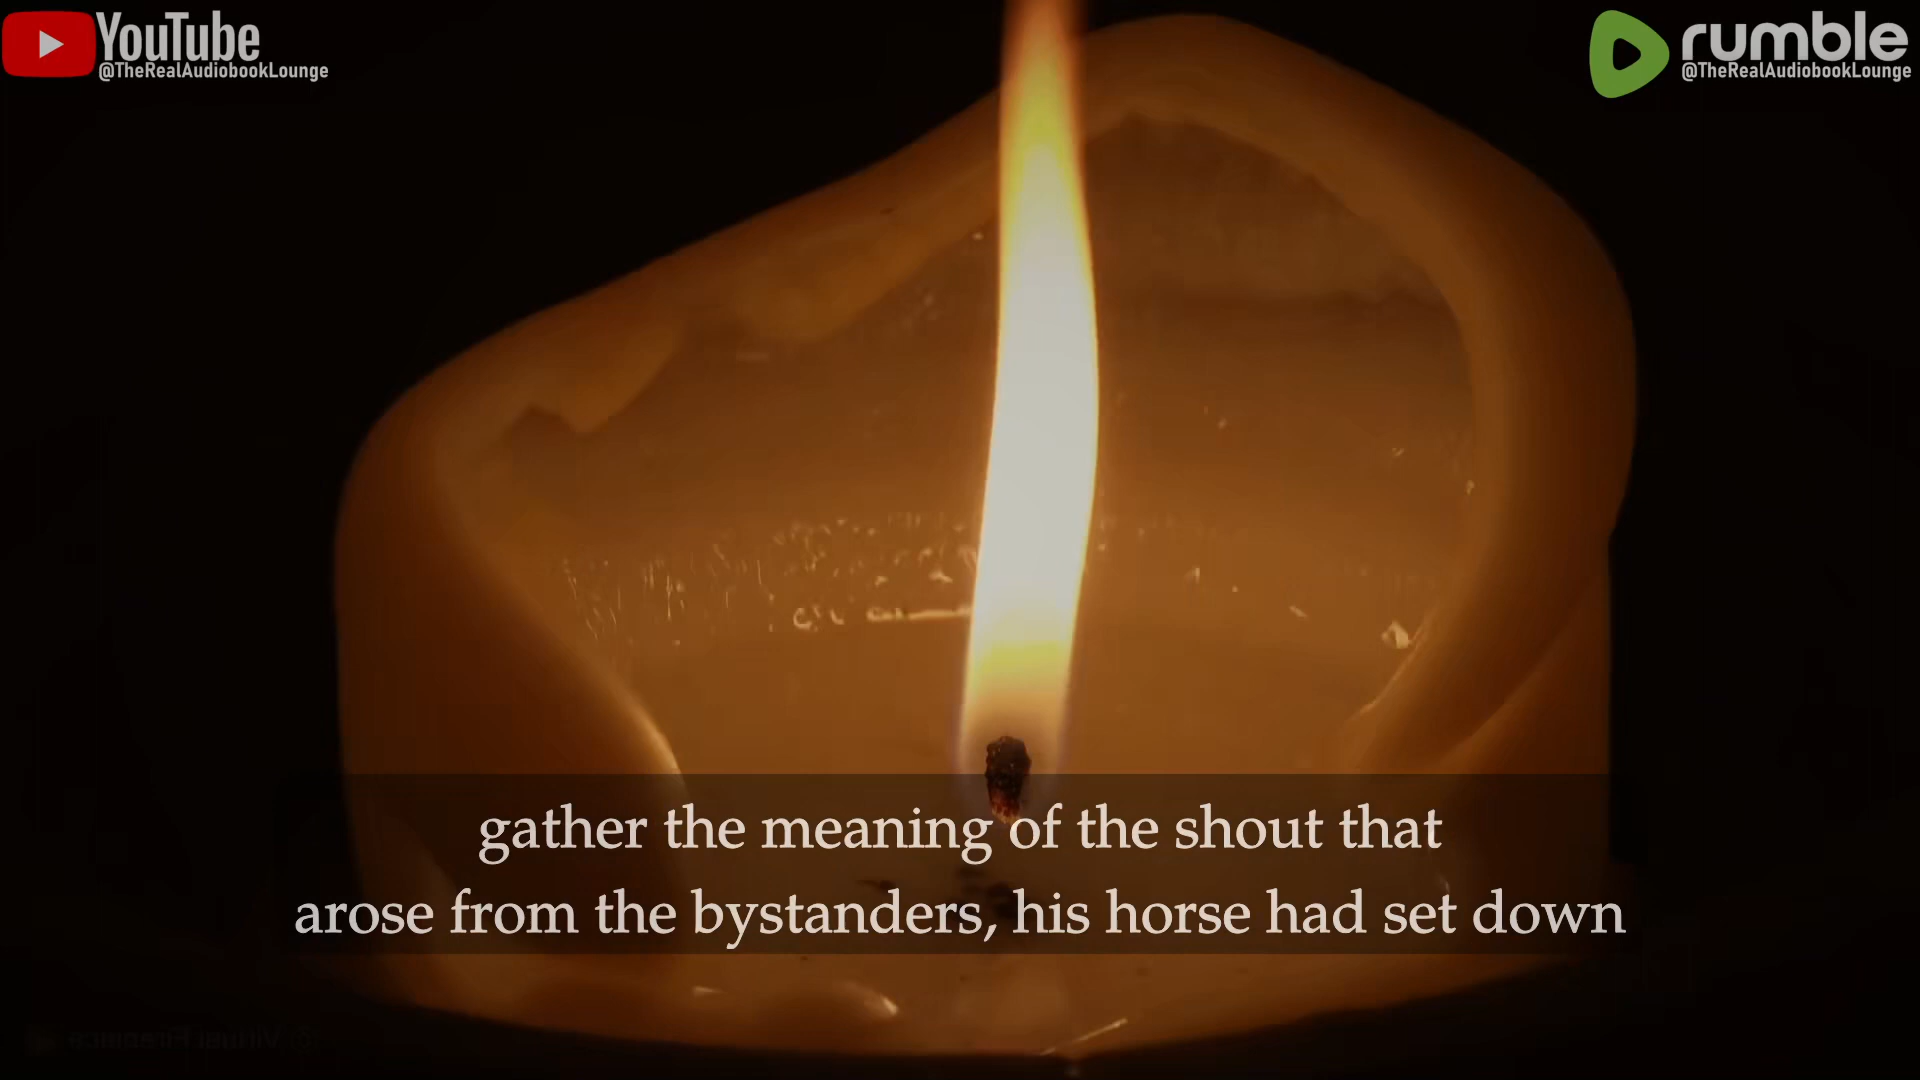 YouTube
@TheRealAudiobookLounge
rumble
@TheRealAudiobookLounge
gather the meaning of the shout that
arose from the bystanders, his horse had set down